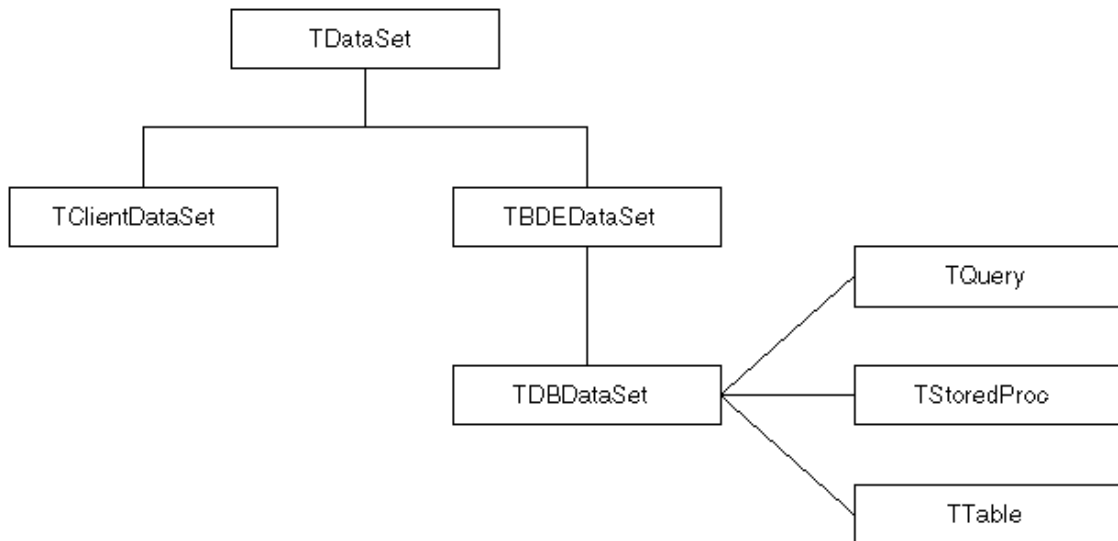 TDataSet
TClientDataSet
TBDEDataSet
TQuery
TDBDataSet
TStoredProc
TTable